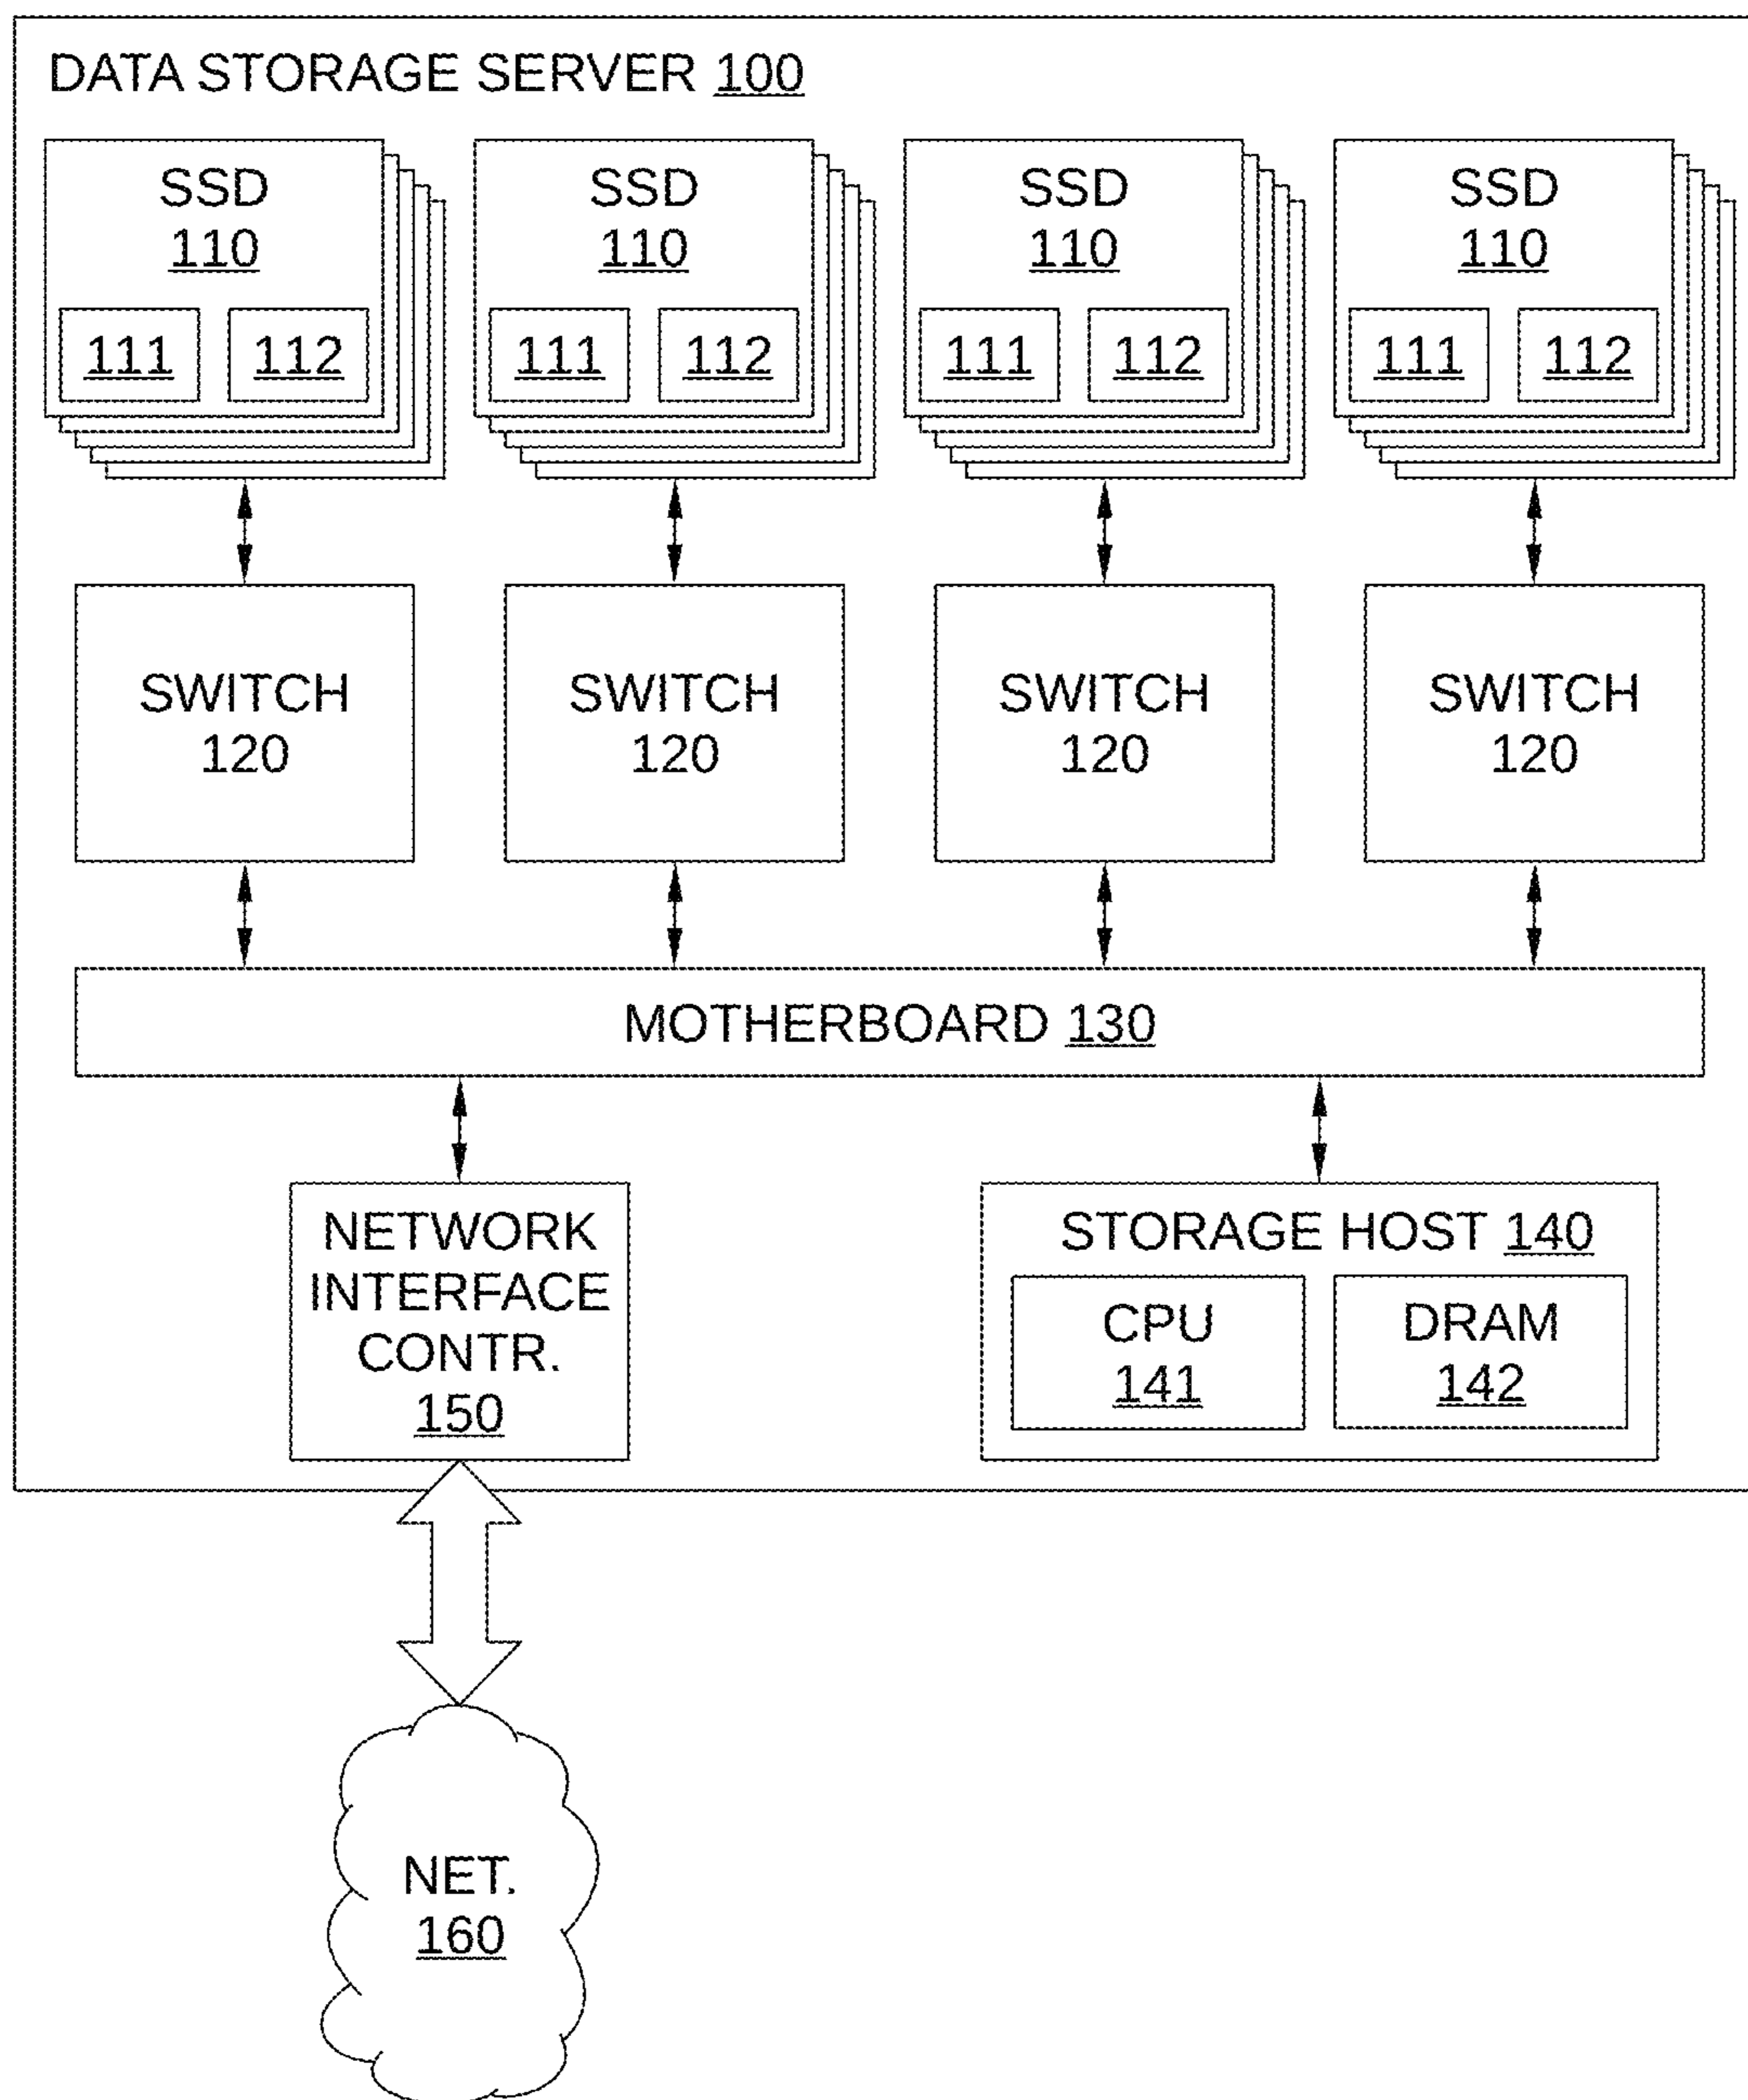 DATA STORAGE SERVER 100
SSD
110
111 112
SSD
110
111 112
SSD
110
111 112
SSD
110
111 112
SWITCH
120
SWITCH
120
SWITCH
120
SWITCH
120
MOTHERBOARD 130
NETWORK
INTERFACE
CONTR.
150
STORAGE HOST 140
CPU
141
DRAM
142
NET.
160